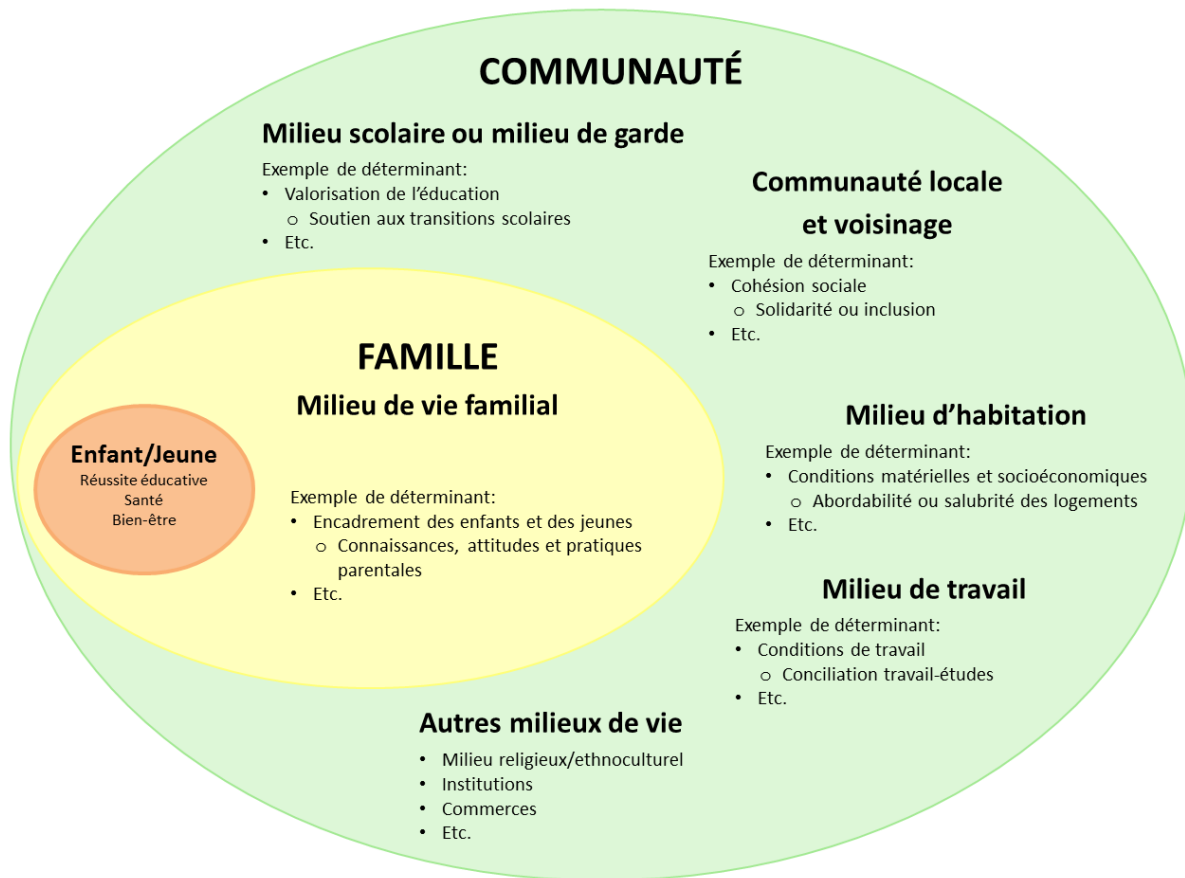 COMMUNAUTÉ
Milieu scolaire ou milieu de garde
Exemple de déterminant:
• Valorisation de l'éducation
o Soutien aux transitions scolaires
• Etc.
Communauté locale
et voisinage
Exemple de déterminant:
• Cohésion sociale
o Solidarité ou inclusion
• Etc.
FAMILLE
Milieu de vie familial
Exemple de déterminant:
• Encadrement des enfants et des jeunes
o Connaissances, attitudes et pratiques
parentales
• Etc.
Enfant/Jeune
Réussite éducative
Santé
Bien-être
Milieu d'habitation
Exemple de déterminant:
• Conditions matérielles et socioéconomiques
o Abordabilité ou salubrité des logements
• Etc.
Milieu de travail
Exemple de déterminant:
• Conditions de travail
o Conciliation travail-études
• Etc.
Autres milieux de vie
• Milieu religieux/ethnoculturel
• Institutions
• Commerces
• Etc.